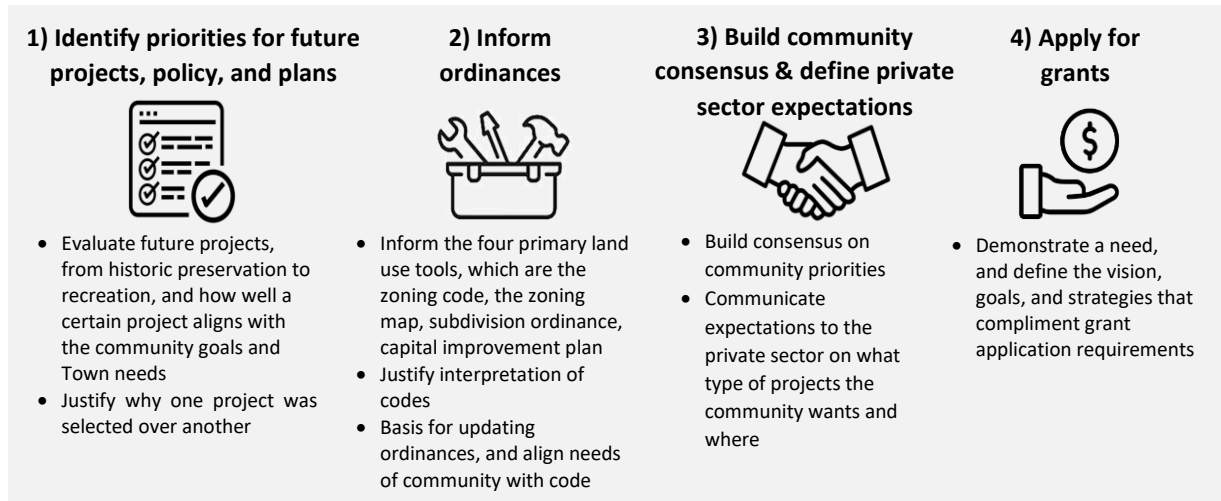 1) Identify priorities for future
projects, policy, and plans
• Evaluate future projects,
from historic preservation to
recreation, and how well a
certain project aligns with
the community goals and
Town needs
• Justify why one project was
selected over another
2) Inform
ordinances
• Inform the four primary land
use tools, which are the
zoning code, the zoning
map, subdivision ordinance,
capital improvement plan
• Justify interpretation of
codes
• Basis for updating
ordinances, and align needs
of community with code
3) Build community
consensus & define private
sector expectations
• Build consensus on
community priorities
• Communicate
expectations to the
private sector on what
type of projects the
community wants and
where
4) Apply for
grants
$
• Demonstrate a need,
and define the vision,
goals, and strategies that
compliment grant
application requirements